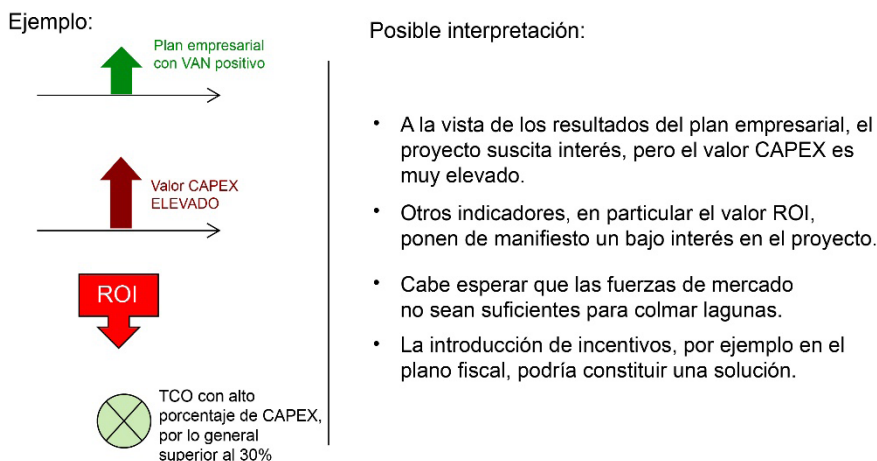 Ejemplo:
Plan empresarial
con VAN positivo
Valor CAPEX
ELEVADO
ROI
TCO con alto
porcentaje de CAPEX,
por lo general
superior al 30%
Posible interpretación:
• A la vista de los resultados del plan empresarial, el
proyecto suscita interés, pero el valor CAPEX es
muy elevado.
• Otros indicadores, en particular el valor ROI,
ponen de manifiesto un bajo interés en el proyecto.
• Cabe esperar que las fuerzas de mercado
no sean suficientes para colmar lagunas.
• La introducción de incentivos, por ejemplo en el
plano fiscal, podría constituir una solución.